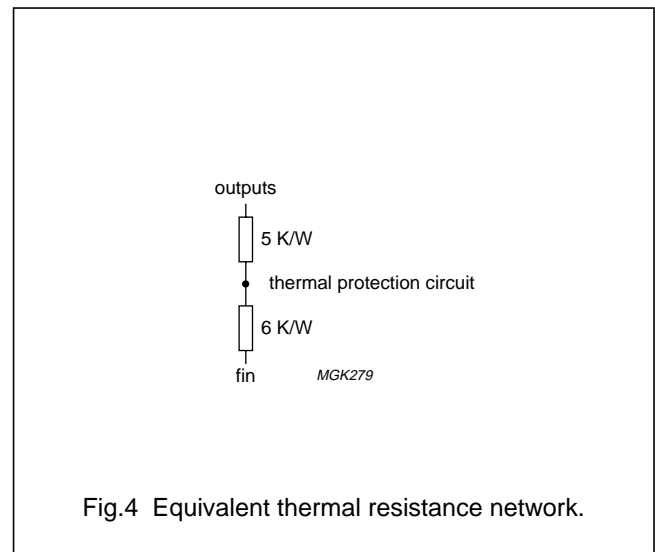 outputs
5 K/W
thermal protection circuit
6 K/W
fin
MGK279
Fig.4 Equivalent thermal resistance network.